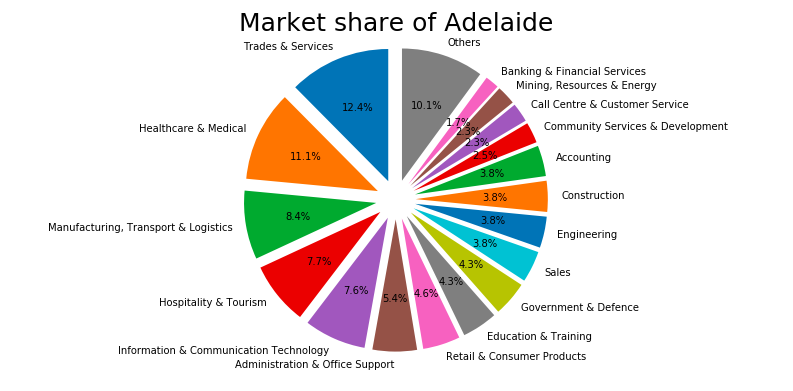 Market share of Adelaide
Trades & Services
12.4%
Healthcare & Medical
11.1%
Manufacturing, Transport & Logistics
8.4%
Hospitality & Tourism
7.7%
Information & Communication Technology
7.6%
Administration & Office Support
5.4%
Retail & Consumer Products
4.6%
Education & Training
4.3%
Government & Defence
4.3%
Sales
3.8%
Engineering
3.8%
Construction
3.8%
Accounting
3.8%
Community Services & Development
2.5%
Call Centre & Customer Service
2.3%
Mining, Resources & Energy
2.3%
Banking & Financial Services
1.7%
Others
10.1%